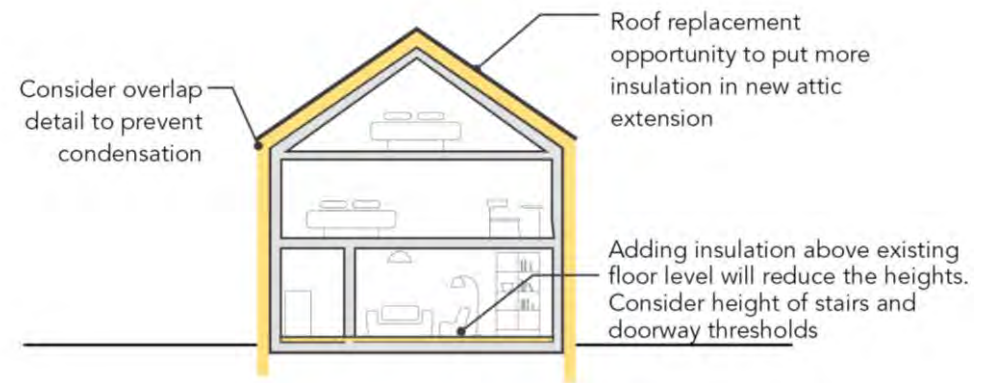 Consider overlap
detail to prevent
condensation
Roof replacement
opportunity to put more
insulation in new attic
extension
Adding insulation above existing
floor level will reduce the heights.
Consider height of stairs and
doorway thresholds